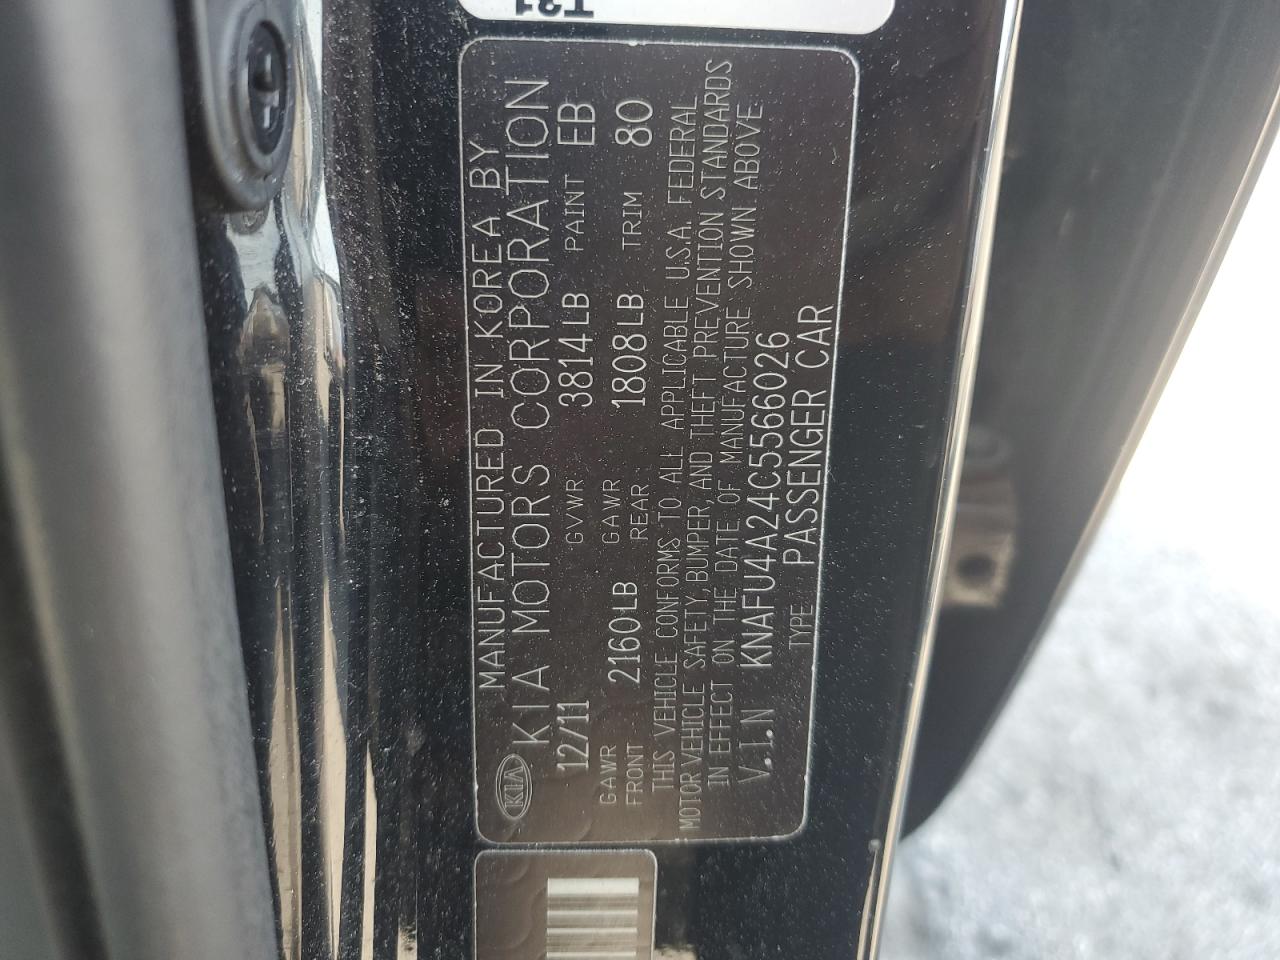 T31
MANUFACTURED IN KOREA BY
KIA KIA MOTORS CORPORATION
12/11 GVWR 3814LB PAINT EB
GAWR FRONT 2160LB GAWR REAR 1808LB TRIM 80
THIS VEHICLE CONFORMS TO ALL APPLICABLE U.S.A. FEDERAL
MOTOR VEHICLE SAFETY, BUMPER, AND THEFT PREVENTION STANDARDS
IN EFFECT ON THE DATE OF MANUFACTURE SHOWN ABOVE
V.I.N KNAFU4A24C5566026
TYPE PASSENGER CAR